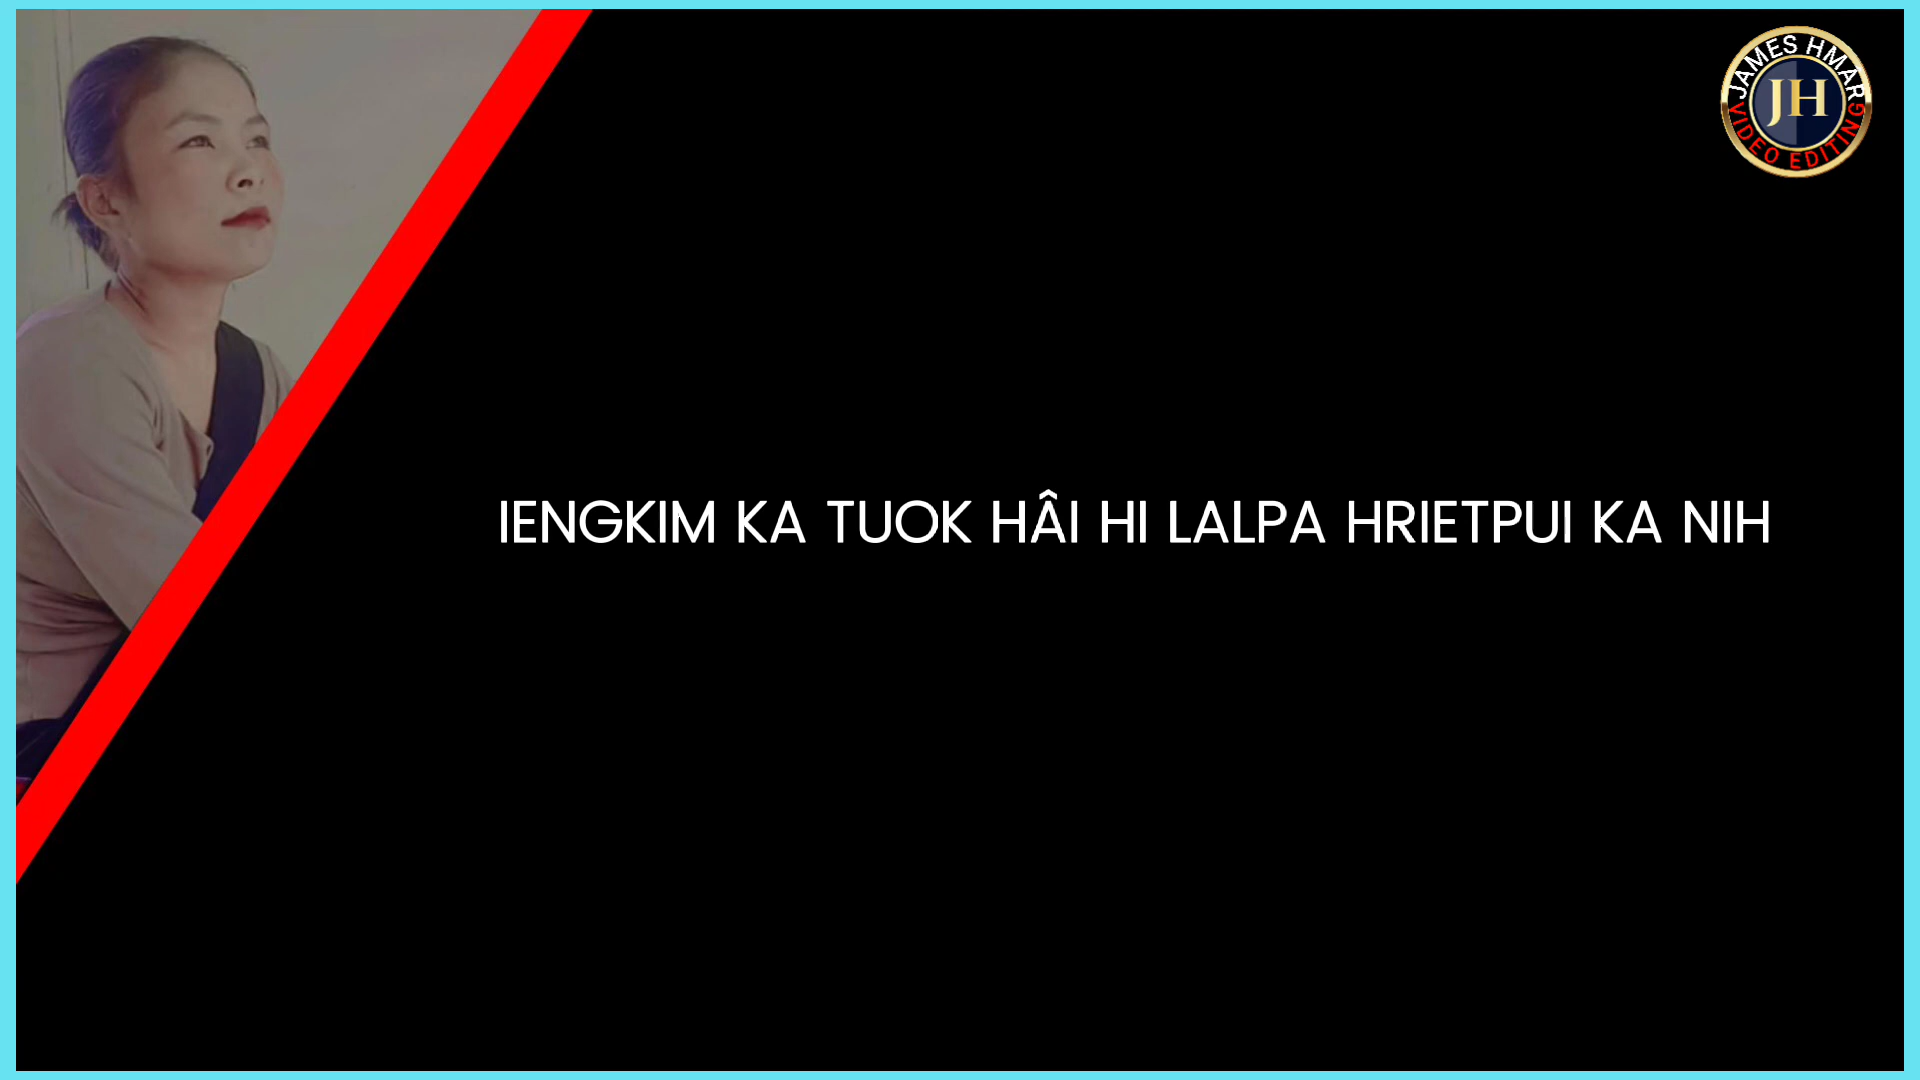 JAMES HMAR
JH
VIDEO EDITING
IENGKIM KA TUOK HÂI HI LALPA HRIETPUI KA NIH